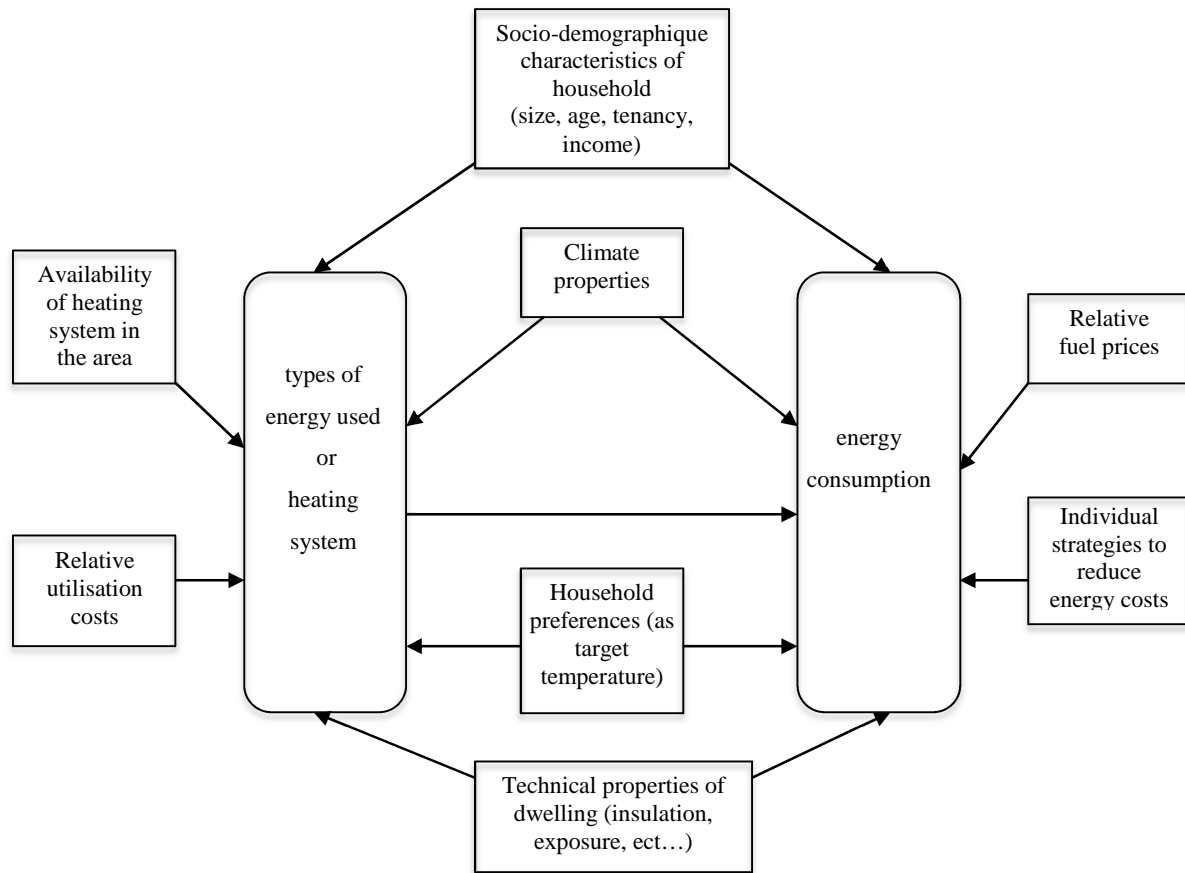 Socio-demographique
characteristics of
household
(size, age, tenancy,
income)
Availability
of heating
system in
the area
Climate
properties
Relative
fuel prices
types of
energy used
or
heating
system
energy
consumption
Relative
utilisation
costs
Household
preferences (as
target
temperature)
Individual
strategies to
reduce
energy costs
Technical properties of
dwelling (insulation,
exposure, ect…)